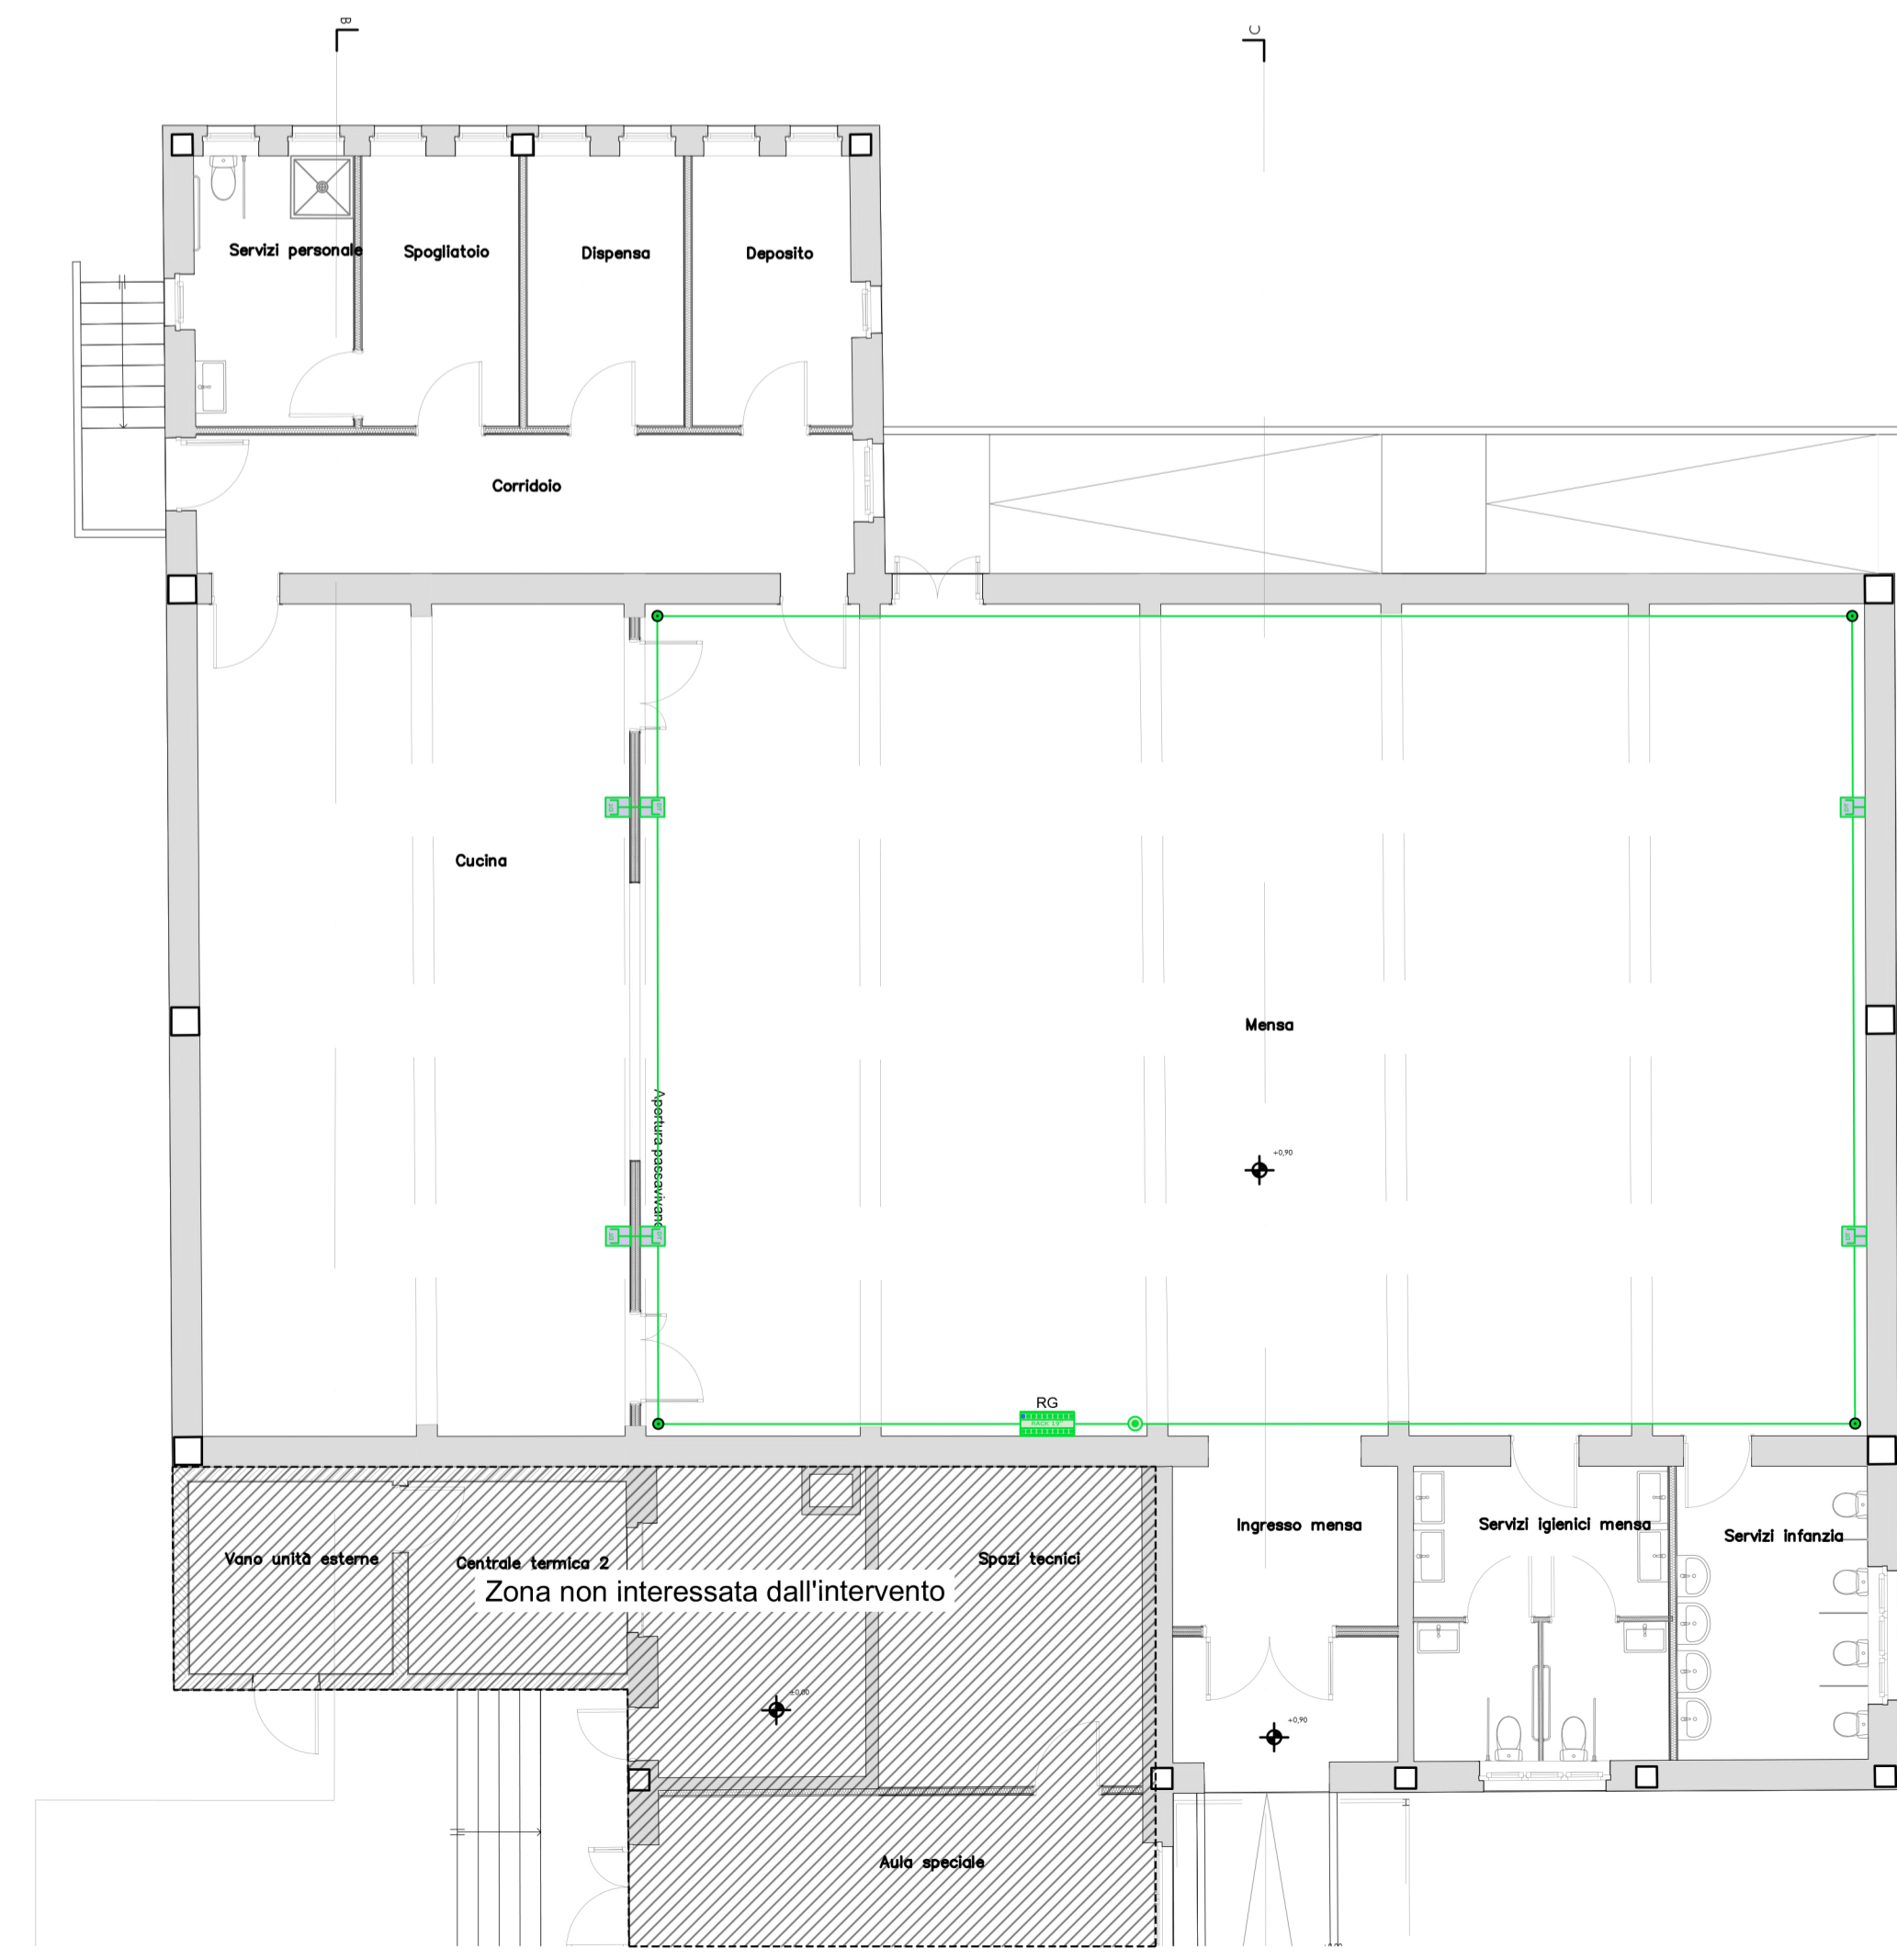 B
C
Servizi personale
Spogliatoio
Dispensa
Deposito
Corridoio
Cucina
Mensa
Apertura passavivande
+0,90
RG
RACK 19"
Ingresso mensa
Servizi igienici mensa
Servizi infanzia
Vano unità esterne
Centrale termica 2
Spazi tecnici
Zona non interessata dall'intervento
±0,00
+0,90
Aula speciale